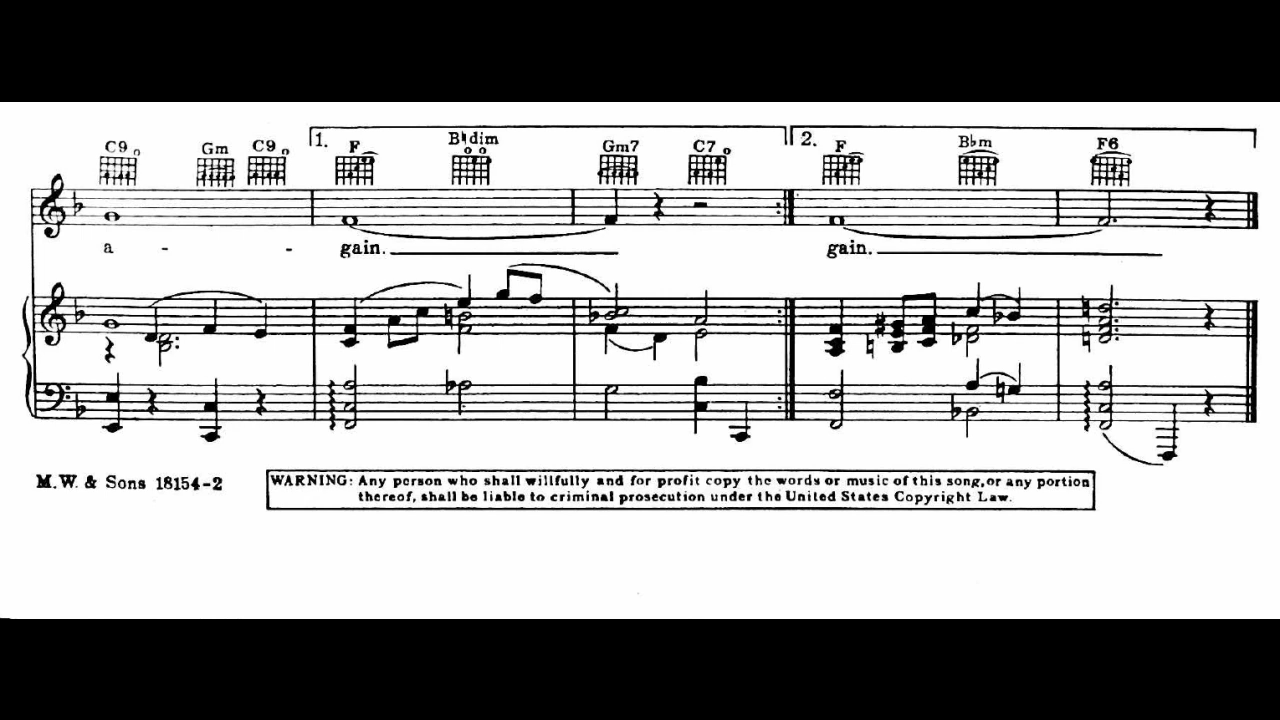 C9 Gm C9 1. F B♮dim Gm7 C7 2. F B♭m F6
a - - gain. gain.
M.W. & Sons 18154-2
WARNING: Any person who shall willfully and for profit copy the words or music of this song, or any portion
thereof, shall be liable to criminal prosecution under the United States Copyright Law.